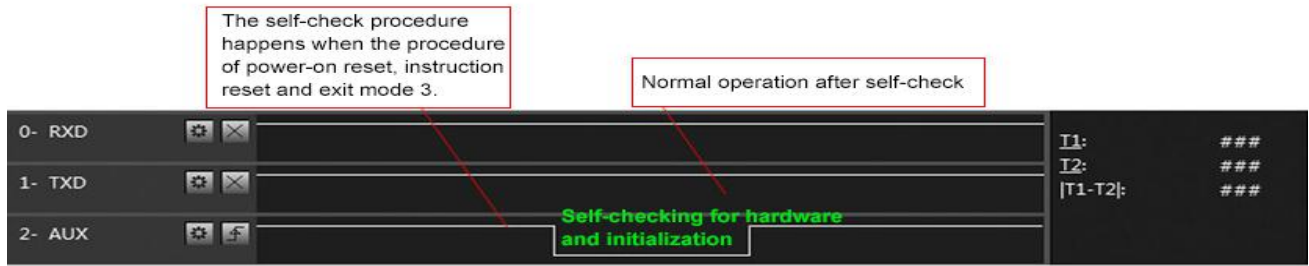 The self-check procedure
happens when the procedure
of power-on reset, instruction
reset and exit mode 3.
Normal operation after self-check
0- RXD
1- TXD
2- AUX
Self-checking for hardware
and initialization
T1: ###
T2: ###
|T1-T2|: ###